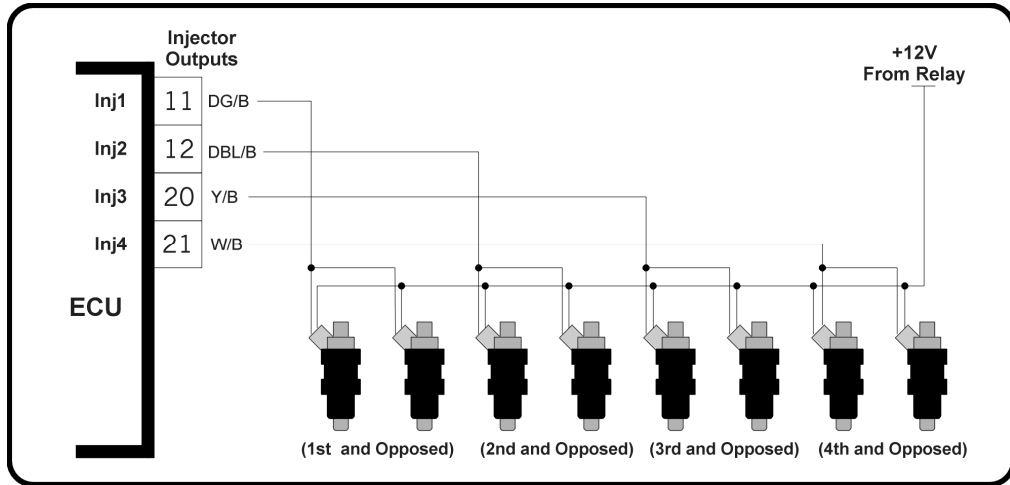 Injector
Outputs
+12V
From Relay
Inj1 11 DG/B
Inj2 12 DBL/B
Inj3 20 Y/B
Inj4 21 W/B
ECU
(1st and Opposed) (2nd and Opposed) (3rd and Opposed) (4th and Opposed)